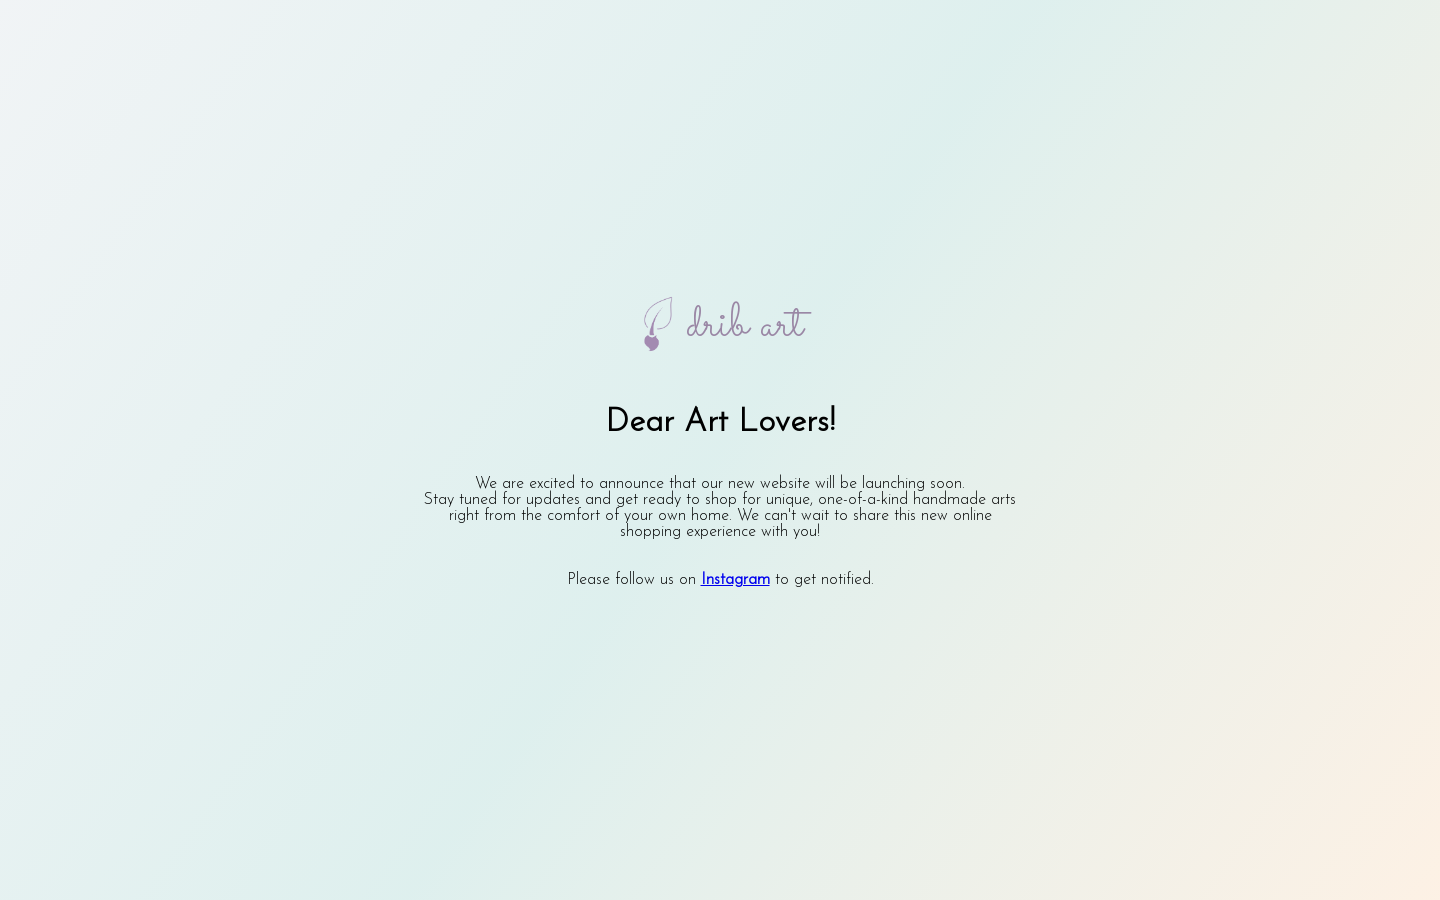 drib art
Dear Art Lovers!
We are excited to announce that our new website will be launching soon.
Stay tuned for updates and get ready to shop for unique, one-of-a-kind handmade arts
right from the comfort of your own home. We can't wait to share this new online
shopping experience with you!
Please follow us on Instagram to get notified.